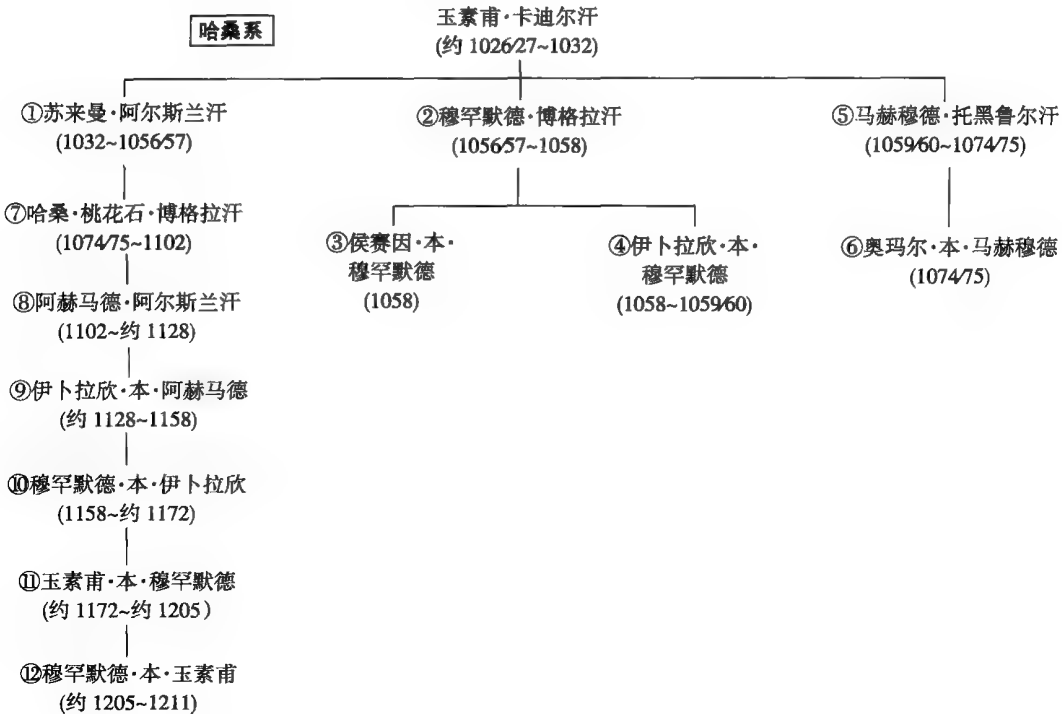 哈桑系
玉素甫·卡迪尔汗
(约 1026/27~1032)
①苏来曼·阿尔斯兰汗
(1032~1056/57)
②穆罕默德·博格拉汗
(1056/57~1058)
⑤马赫穆德·托黑鲁尔汗
(1059/60~1074/75)
⑦哈桑·桃花石·博格拉汗
(1074/75~1102)
③侯赛因·本·
穆罕默德
(1058)
④伊卜拉欣·本·
穆罕默德
(1058~1059/60)
⑥奥玛尔·本·马赫穆德
(1074/75)
⑧阿赫马德·阿尔斯兰汗
(1102~约 1128)
⑨伊卜拉欣·本·阿赫马德
(约 1128~1158)
⑩穆罕默德·本·伊卜拉欣
(1158~约 1172)
⑪玉素甫·本·穆罕默德
(约 1172~约 1205)
⑫穆罕默德·本·玉素甫
(约 1205~1211)